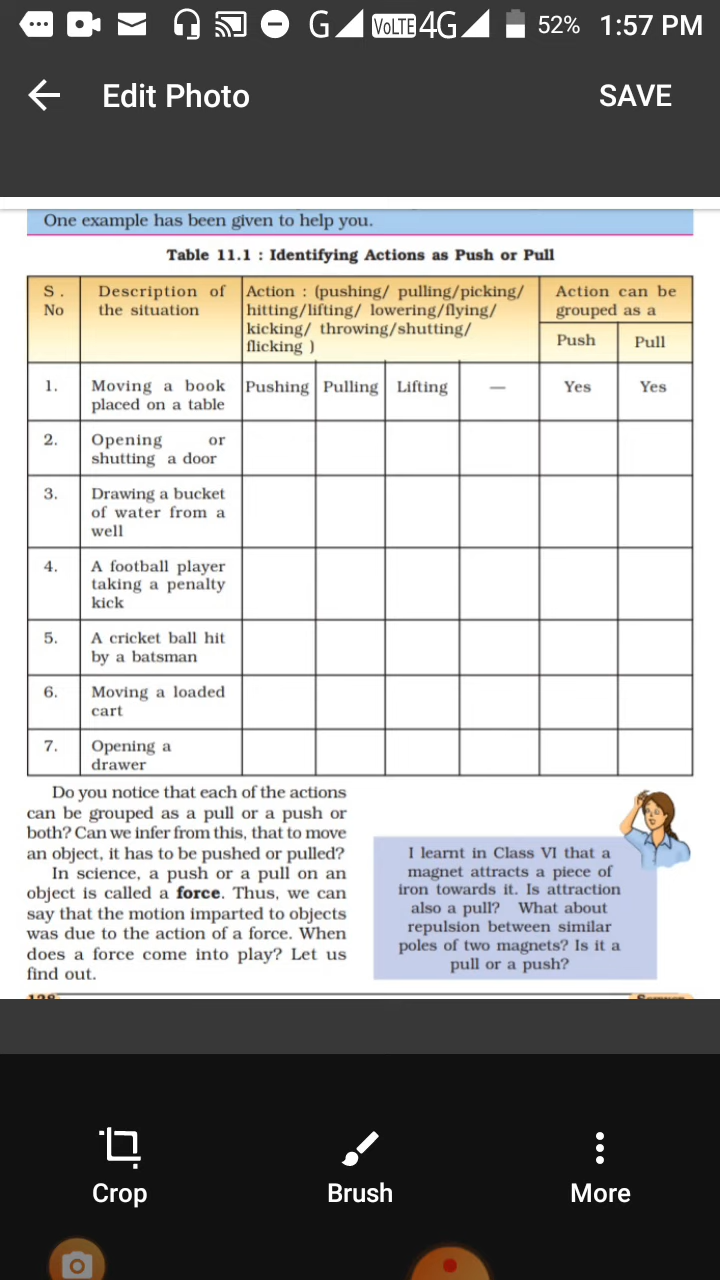 G VoLTE 4G 52% 1:57 PM
Edit Photo SAVE
One example has been given to help you.
Table 11.1 : Identifying Actions as Push or Pull
S. No
Description of the situation
Action : (pushing/ pulling/picking/
hitting/lifting/ lowering/flying/
kicking/ throwing/shutting/
flicking )
Action can be
grouped as a
Push Pull
1. Moving a book Pushing Pulling Lifting — Yes Yes
placed on a table
2. Opening or
shutting a door
3. Drawing a bucket
of water from a
well
4. A football player
taking a penalty
kick
5. A cricket ball hit
by a batsman
6. Moving a loaded
cart
7. Opening a
drawer
Do you notice that each of the actions
can be grouped as a pull or a push or
both? Can we infer from this, that to move
an object, it has to be pushed or pulled?
In science, a push or a pull on an
object is called a force. Thus, we can
say that the motion imparted to objects
was due to the action of a force. When
does a force come into play? Let us
find out.
I learnt in Class VI that a
magnet attracts a piece of
iron towards it. Is attraction
also a pull? What about
repulsion between similar
poles of two magnets? Is it a
pull or a push?
Crop Brush More